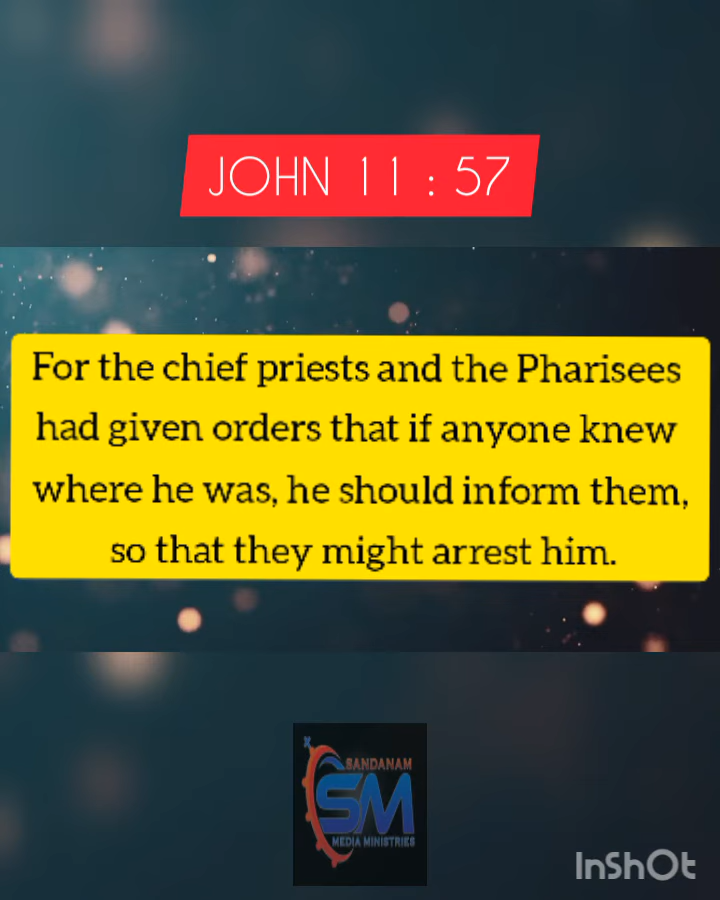 JOHN 11 : 57
For the chief priests and the Pharisees
had given orders that if anyone knew
where he was, he should inform them,
so that they might arrest him.
SANDANAM
SM
MEDIA MINISTRIES
InShOt